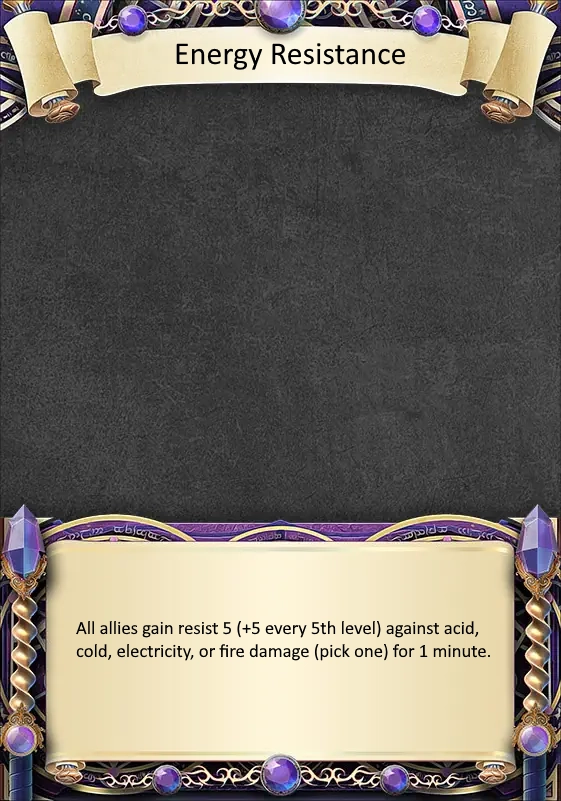 Energy Resistance
All allies gain resist 5 (+5 every 5th level) against acid,
cold, electricity, or fire damage (pick one) for 1 minute.